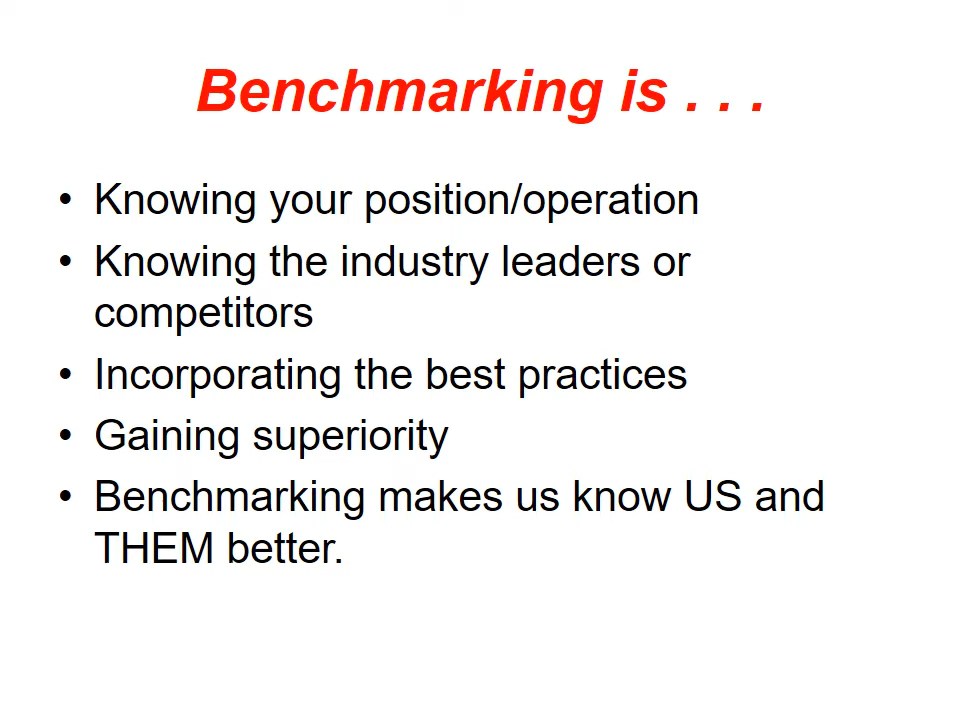 Benchmarking is . . .
• Knowing your position/operation
• Knowing the industry leaders or
competitors
• Incorporating the best practices
• Gaining superiority
• Benchmarking makes us know US and
THEM better.